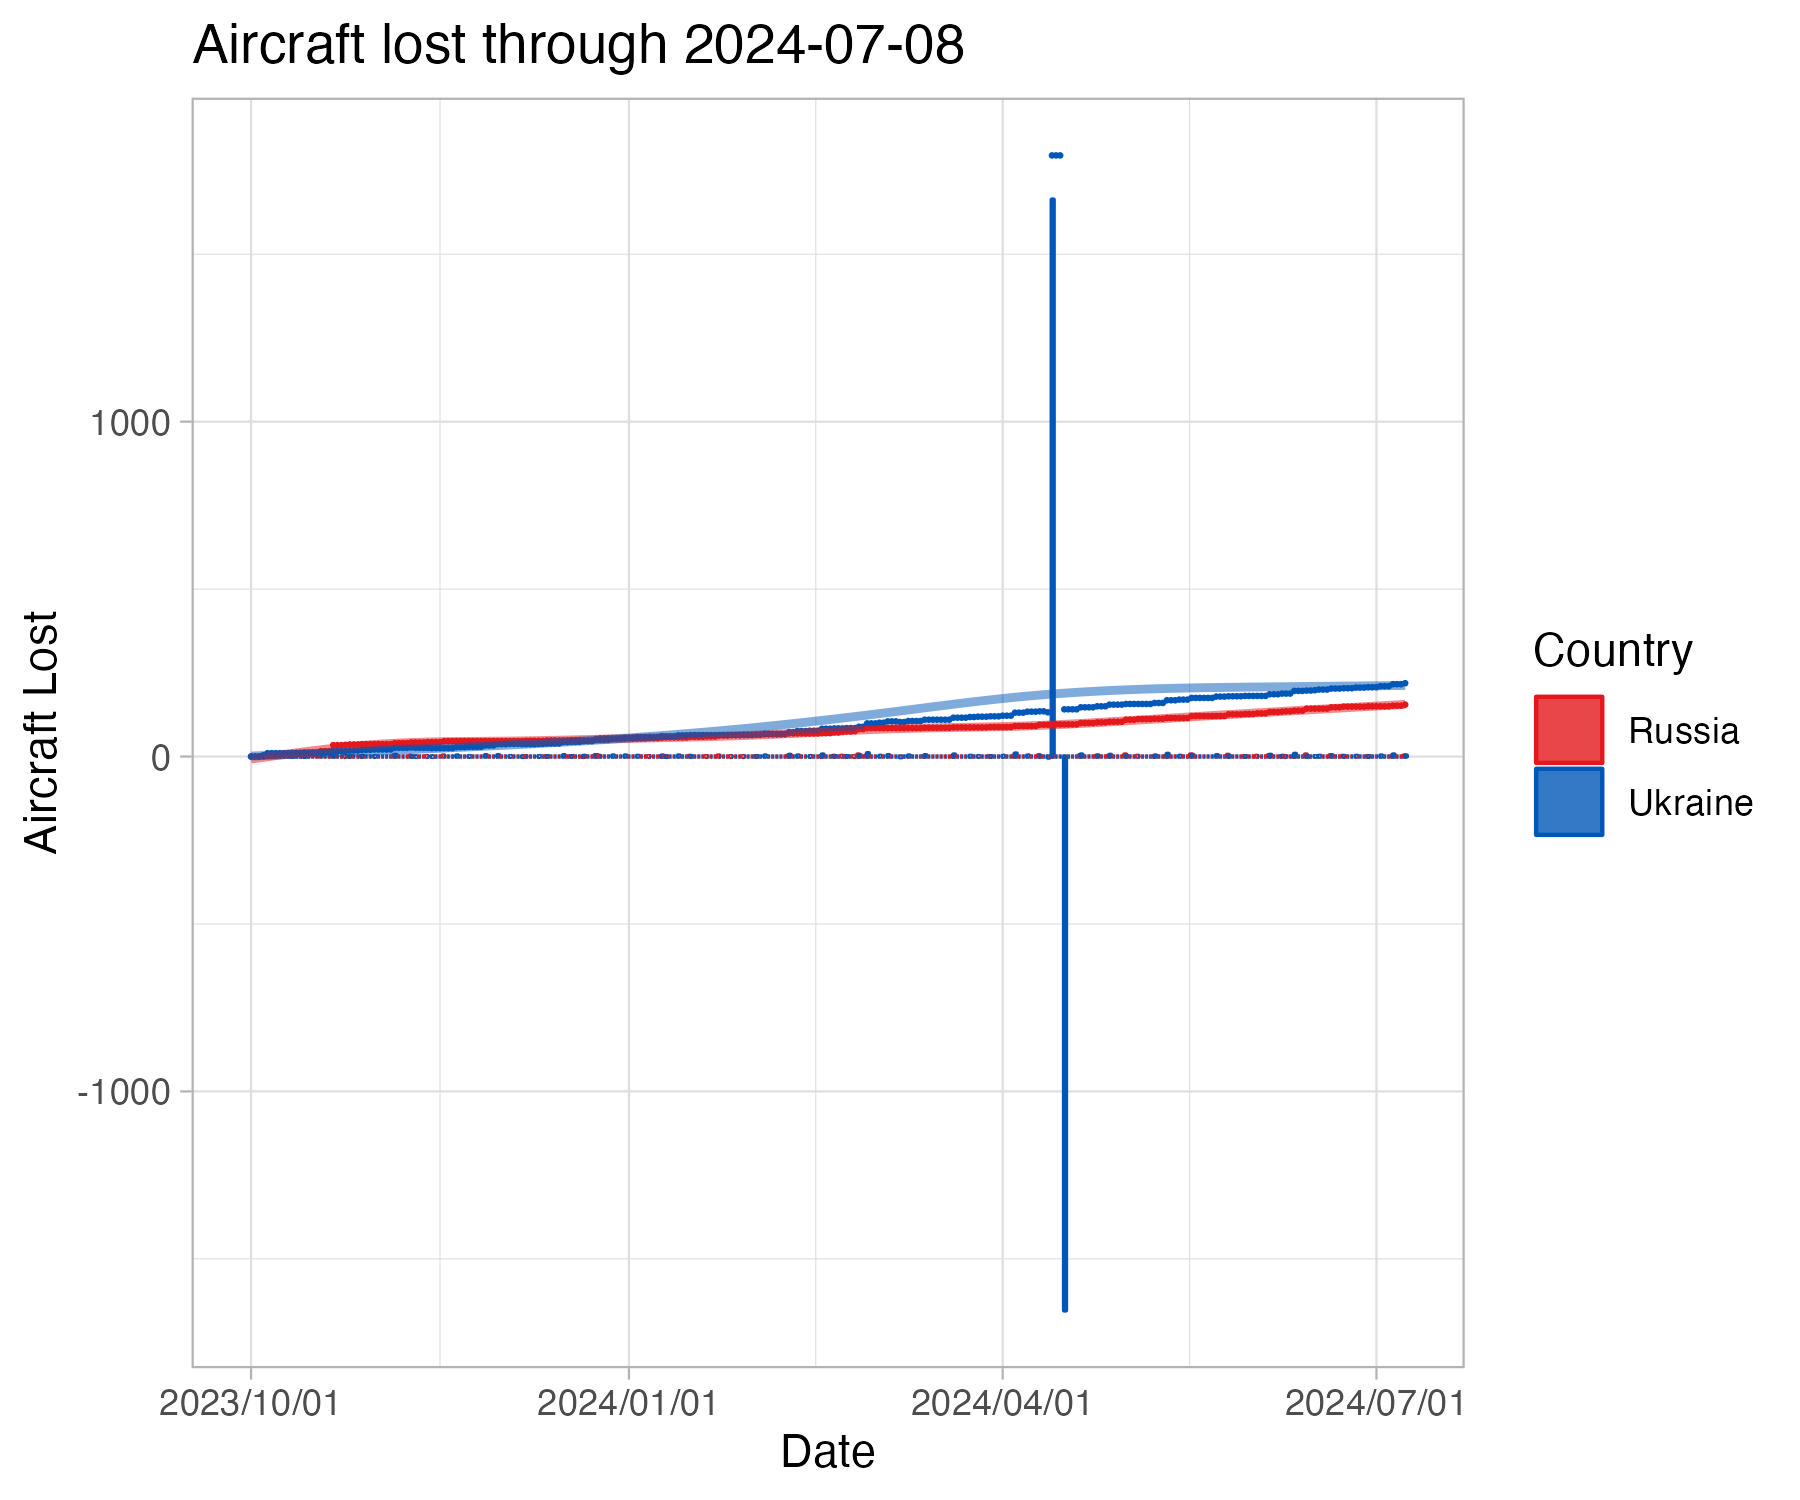 Aircraft lost through 2024-07-08
Aircraft Lost
1000
0
-1000
2023/10/01
2024/01/01
2024/04/01
2024/07/01
Date
Country
Russia
Ukraine